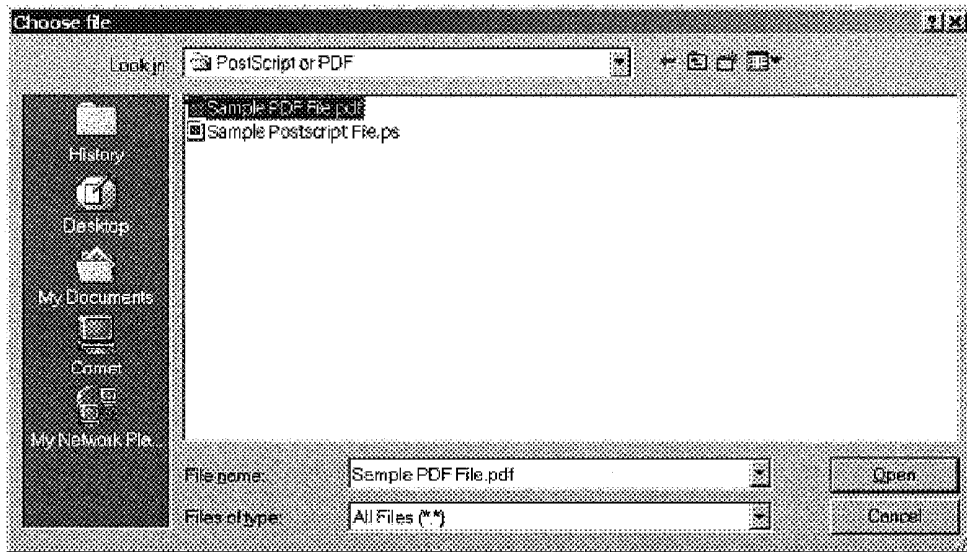 Choose file
Look in:
PostScript or PDF
Sample PDF File.pdf
Sample Postscript File.ps
History
Desktop
My Documents
Comet
My Network Pla...
File name:
Sample PDF File.pdf
Open
Files of type:
All Files (*.*)
Cancel